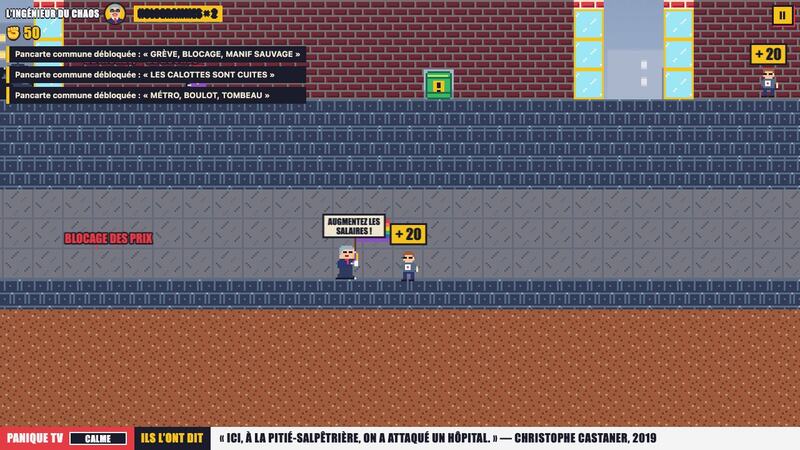 L'INGÉNIEUR DU CHAOS
50
Pancarte commune débloquée : « GRÈVE, BLOCAGE, MANIF SAUVAGE »
Pancarte commune débloquée : « LES CALOTTES SONT CUITES »
Pancarte commune débloquée : « MÉTRO, BOULOT, TOMBEAU »
+ 20
AUGMENTEZ LES
SALAIRES !
+ 20
BLOCAGE DES PRIX
PANIQUE TV
CALME
ILS L'ONT DIT
« ICI, À LA PITIÉ-SALPÊTRIÈRE, ON A ATTAQUÉ UN HÔPITAL. » — CHRISTOPHE CASTANER, 2019